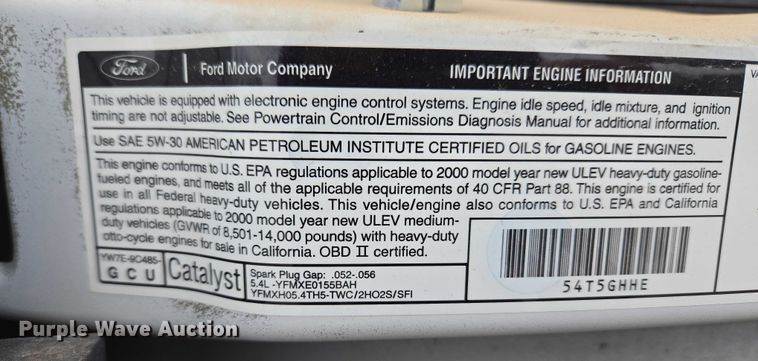 Ford
Ford Motor Company
IMPORTANT ENGINE INFORMATION
VA
This vehicle is equipped with electronic engine control systems. Engine idle speed, idle mixture, and ignition
timing are not adjustable. See Powertrain Control/Emissions Diagnosis Manual for additional information.
Use SAE 5W-30 AMERICAN PETROLEUM INSTITUTE CERTIFIED OILS for GASOLINE ENGINES.
This engine conforms to U.S. EPA regulations applicable to 2000 model year new ULEV heavy-duty gasoline-
fueled engines, and meets all of the applicable requirements of 40 CFR Part 88. This engine is certified for
use in all Federal heavy-duty vehicles. This vehicle/engine also conforms to U.S. EPA and California
regulations applicable to 2000 model year new ULEV medium-
duty vehicles (GVWR of 8,501-14,000 pounds) with heavy-duty
otto-cycle engines for sale in California. OBD II certified.
YW7E-9C485-
G C U
Catalyst
Spark Plug Gap: .052-.056
5.4L -YFMXE0155BAH
YFMXH05.4TH5-TWC/2HO2S/SFI
54T5GHHE
Purple Wave Auction